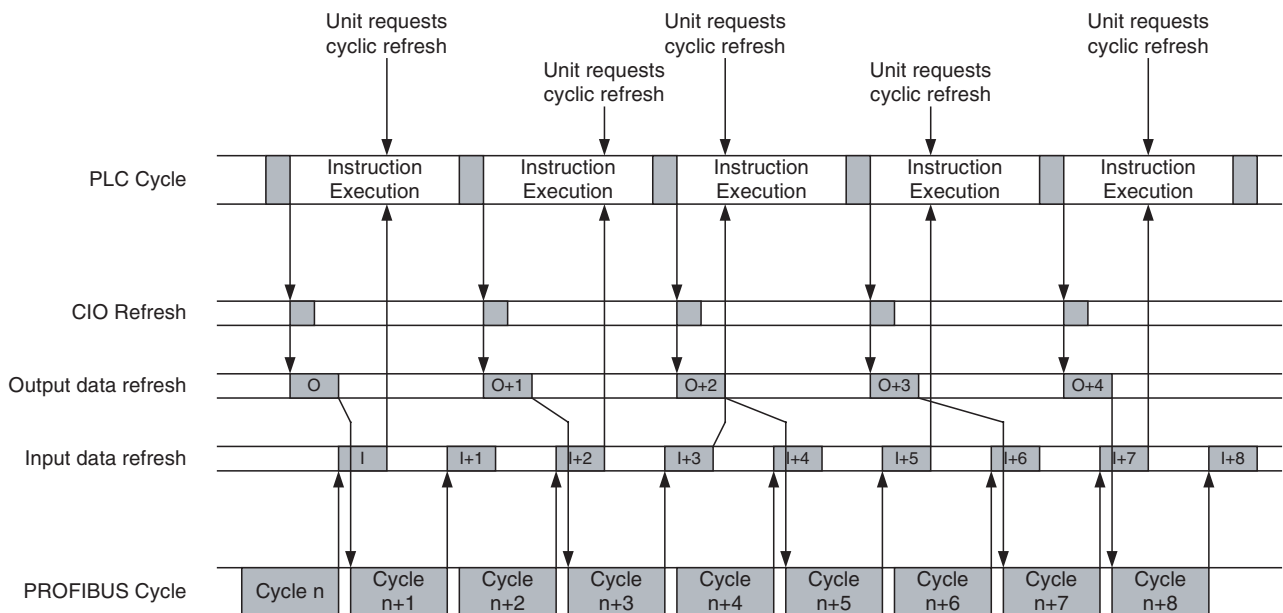 Unit requests
cyclic refresh
Unit requests
cyclic refresh
Unit requests
cyclic refresh
Unit requests
cyclic refresh
Unit requests
cyclic refresh
PLC Cycle
Instruction
Execution
Instruction
Execution
Instruction
Execution
Instruction
Execution
Instruction
Execution
CIO Refresh
Output data refresh
O
O+1
O+2
O+3
O+4
Input data refresh
I
I+1
I+2
I+3
I+4
I+5
I+6
I+7
I+8
PROFIBUS Cycle
Cycle n
Cycle
n+1
Cycle
n+2
Cycle
n+3
Cycle
n+4
Cycle
n+5
Cycle
n+6
Cycle
n+7
Cycle
n+8